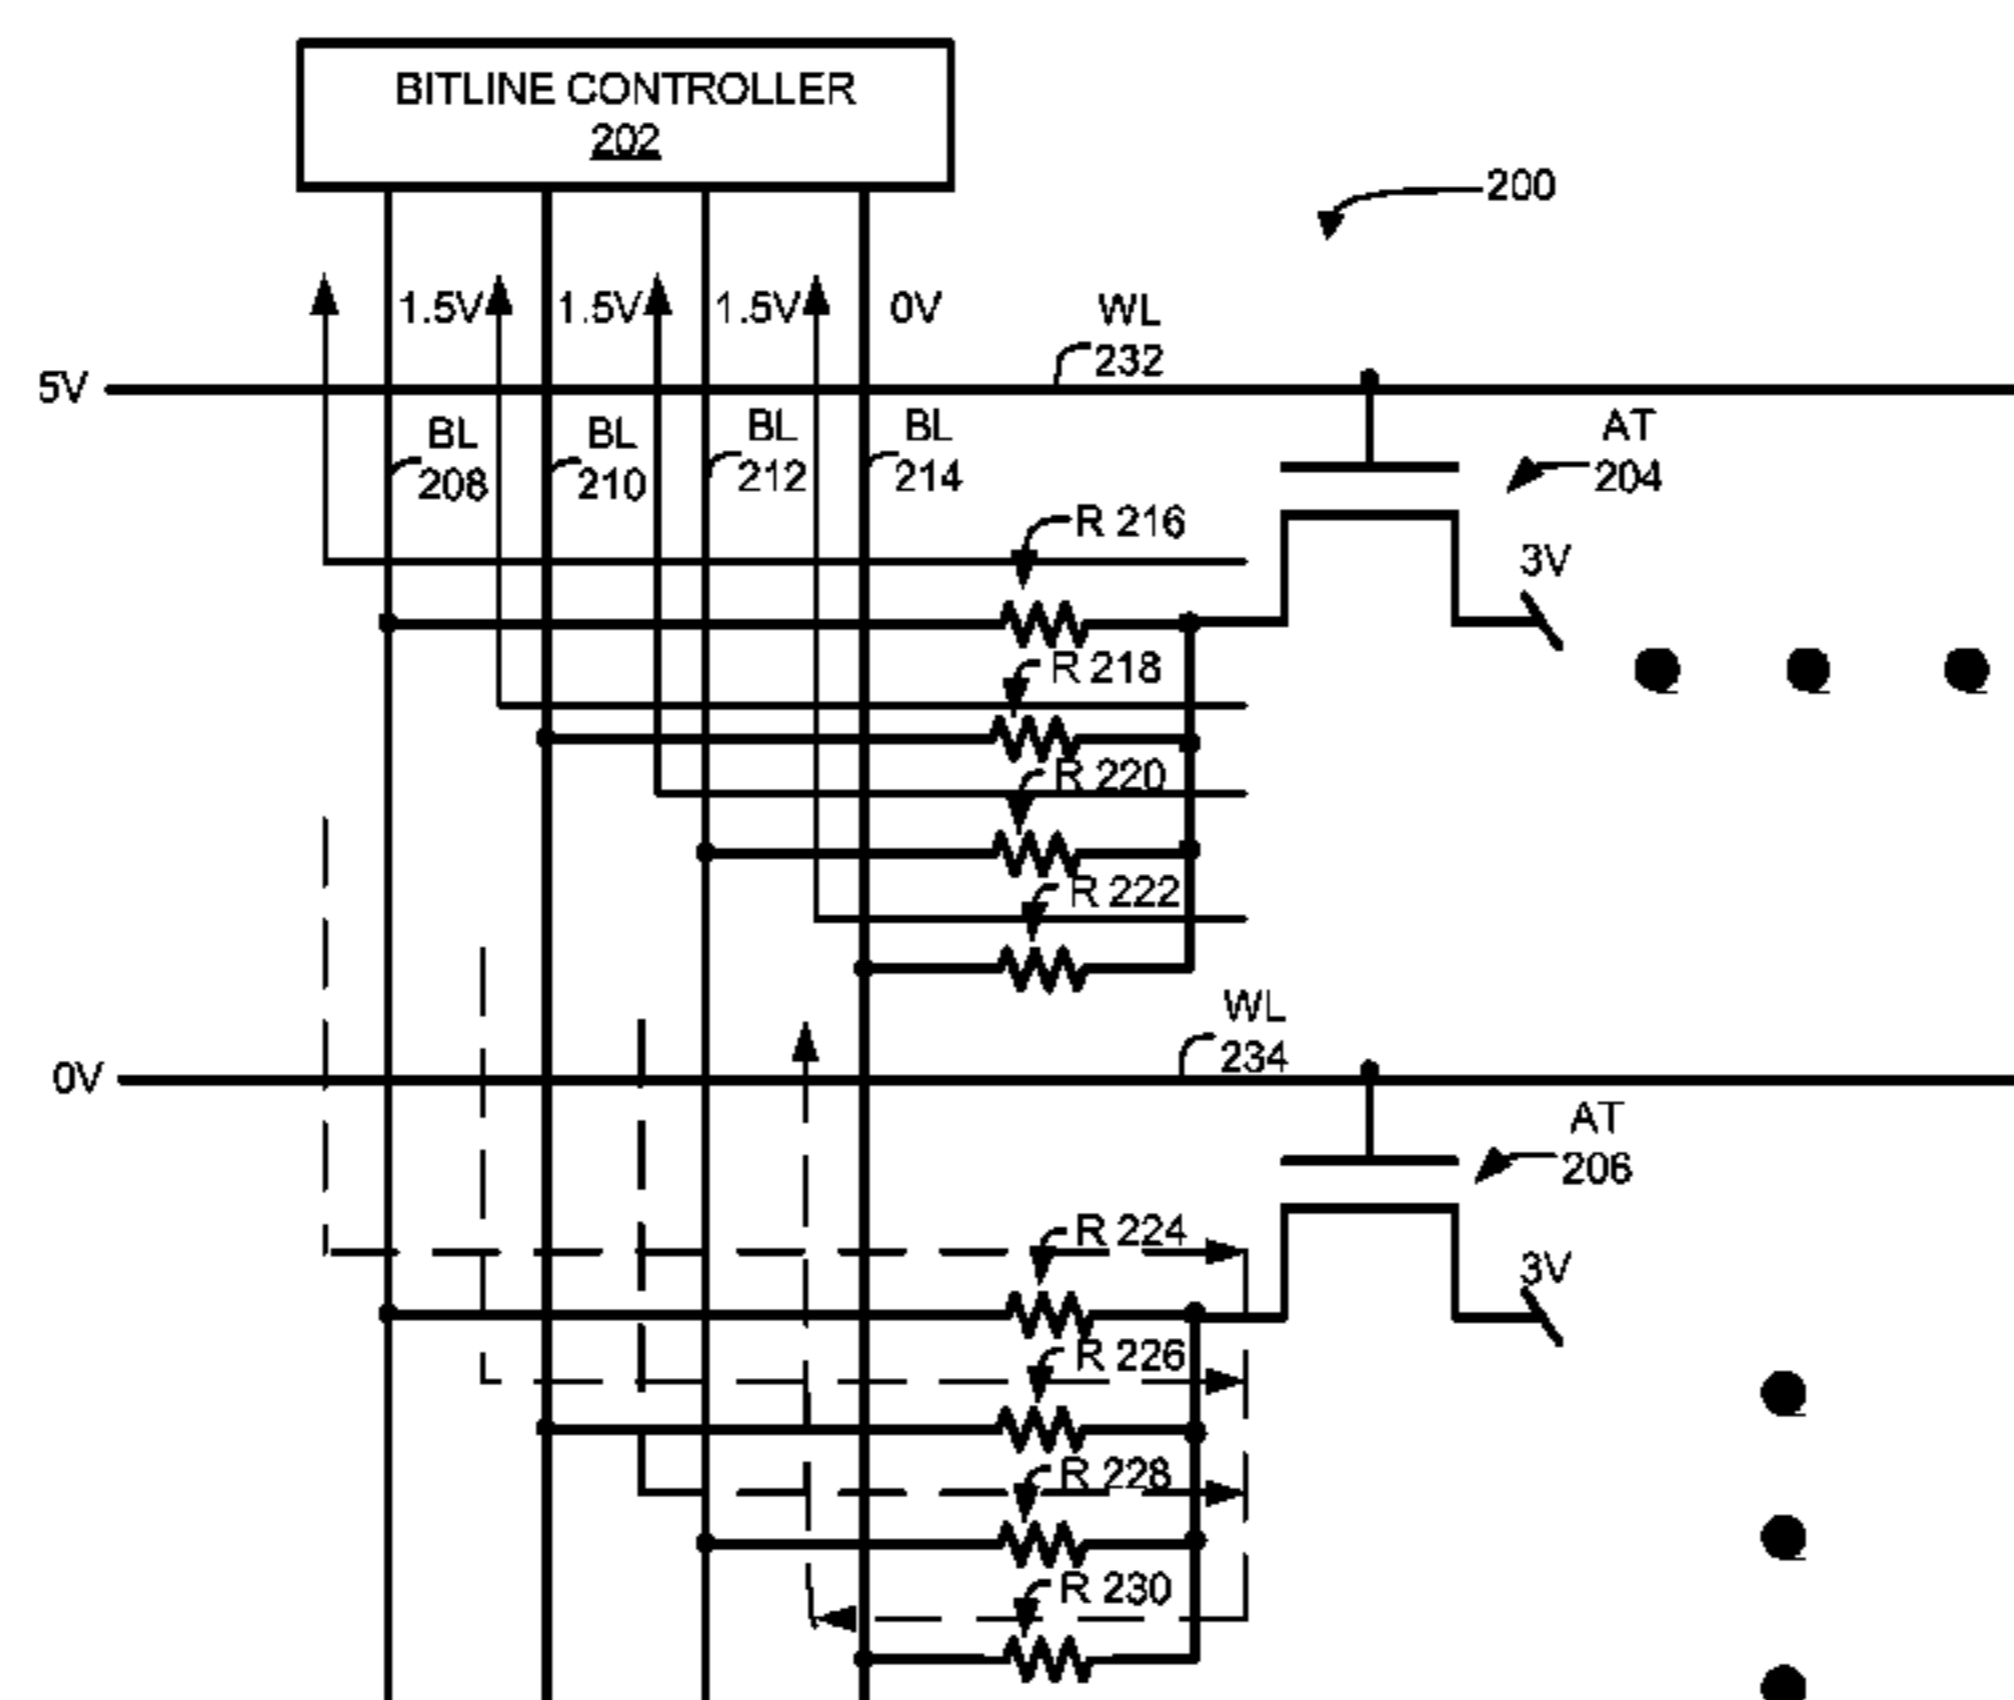 BITLINE CONTROLLER
202
200
1.5V 1.5V 1.5V 0V
WL
232
5V
BL
208
BL
210
BL
212
BL
214
AT
204
R 216
3V
R 218
R 220
R 222
WL
234
0V
AT
206
R 224
3V
R 226
R 228
R 230